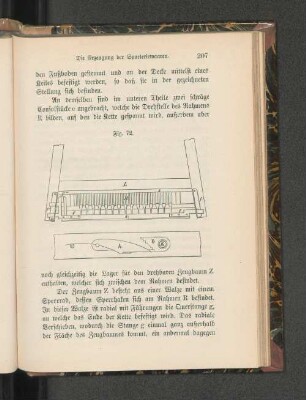 Die Erzeugung der Sparteriewaaren. 207
den Fußboden gestemmt und an der Decke mittelst eines
Keiles befestigt werden, so daß sie in der gezeichneten
Stellung sich befinden.
An denselben sind im unteren Theile zwei schräge
Consolstücke c angebracht, welche die Drehstelle des Rahmens
R bilden, auf den die Kette gespannt wird, außerdem aber
Fig. 72.
Z
A
B
noch gleichzeitig die Lager für den drehbaren Zeugbaum Z
enthalten, welcher sich zwischen dem Rahmen befindet.
Der Zeugbaum Z besteht aus einer Walze mit einem
Sperrrad, dessen Sperrhaken sich am Rahmen R befindet.
In dieser Walze ist radial mit Führungen die Querstange
an welche das Ende der Kette befestigt wird. Das radiale
Verschieben, wodurch die Stange einmal ganz außerhalb
der Fläche des Zeugbaumes kommt, ein andermal dagegen